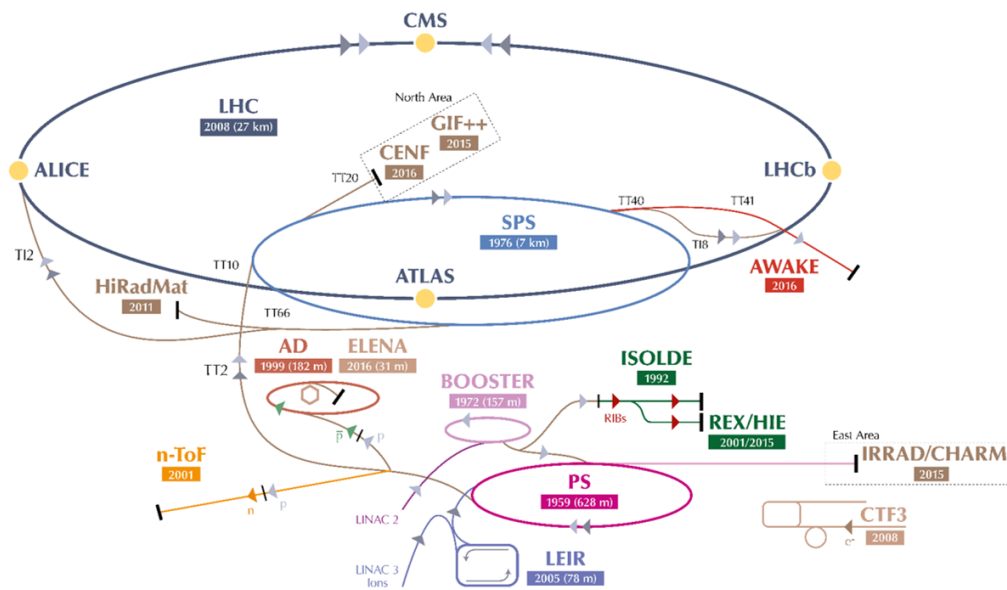 CMS
North Area
LHC
2008 (27 km)
GIF++
2015
CENF
2016
ALICE
LHCb
TT20
TT40
TT41
SPS
1976 (7 km)
TI8
TI2
TT10
AWAKE
2016
ATLAS
HiRadMat
2011
TT66
AD
1999 (182 m)
ELENA
2016 (31 m)
TT2
ISOLDE
1992
BOOSTER
1972 (157 m)
RIBs
REX/HIE
2001/2015
p̅
p
East Area
n-ToF
2001
IRRAD/CHARM
2015
PS
1959 (628 m)
n
p
LINAC 2
CTF3
2008
e-
LEIR
2005 (78 m)
LINAC 3
Ions